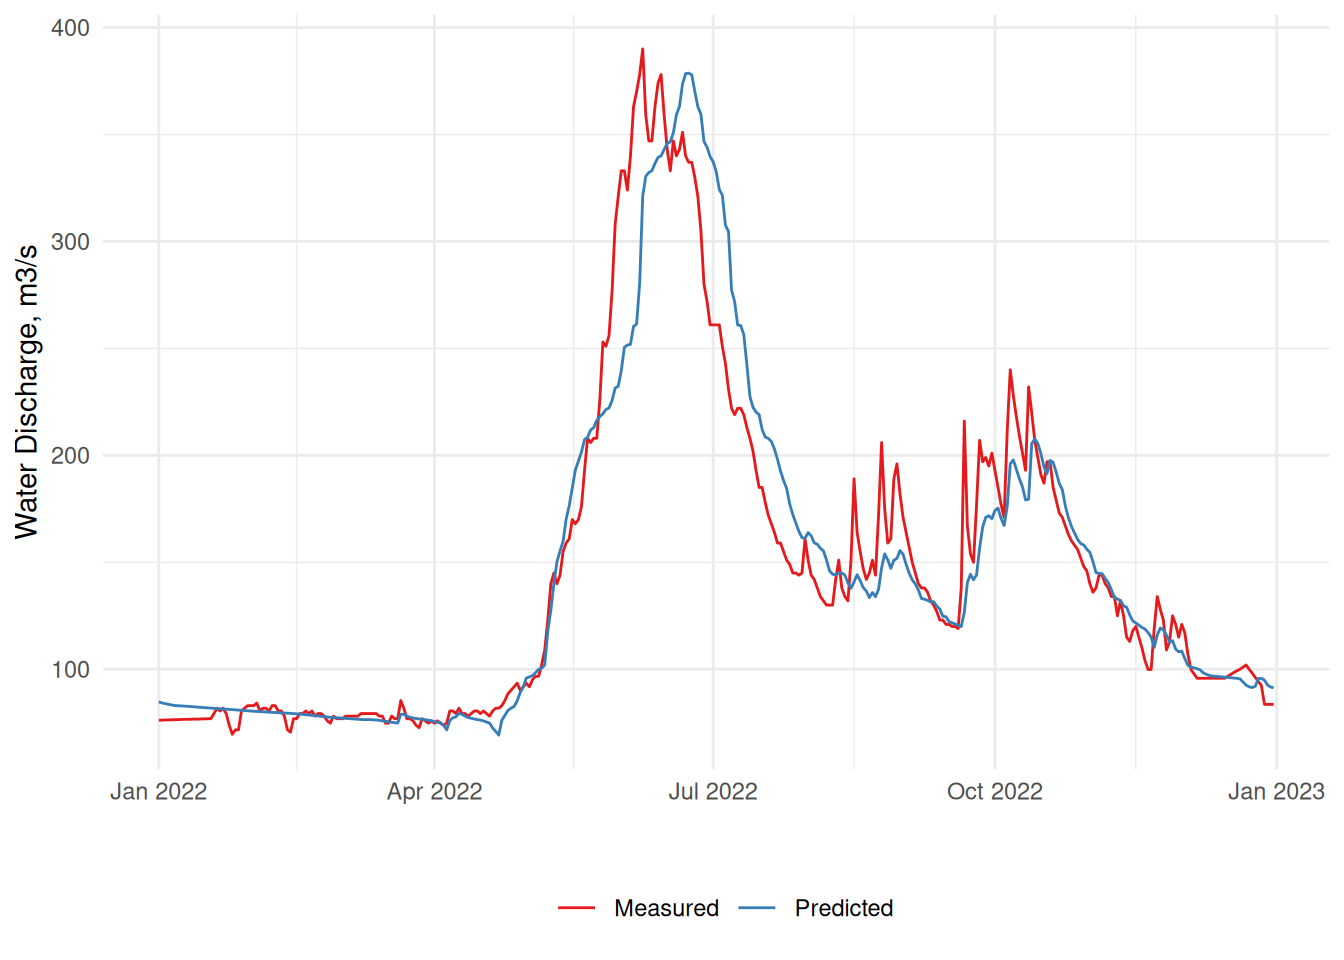 Water Discharge, m3/s
400
300
200
100
Jan 2022 Apr 2022 Jul 2022 Oct 2022 Jan 2023
Measured Predicted